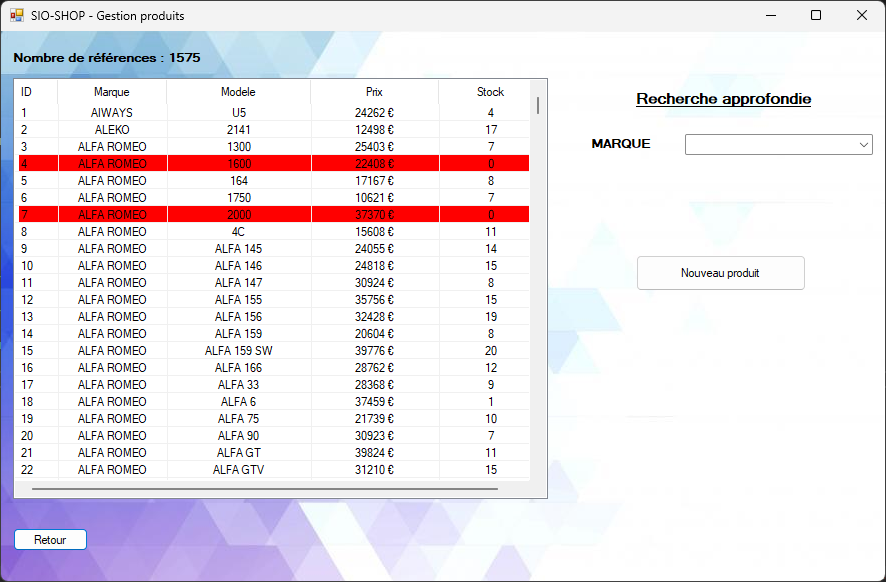 SIO-SHOP - Gestion produits
Nombre de références : 1575
ID Marque Modele Prix Stock
1 AIWAYS U5 24262 € 4
2 ALEKO 2141 12498 € 17
3 ALFA ROMEO 1300 25403 € 7
4 ALFA ROMEO 1600 22408 € 0
5 ALFA ROMEO 164 17167 € 8
6 ALFA ROMEO 1750 10621 € 7
7 ALFA ROMEO 2000 37370 € 0
8 ALFA ROMEO 4C 15608 € 11
9 ALFA ROMEO ALFA 145 24055 € 14
10 ALFA ROMEO ALFA 146 24818 € 15
11 ALFA ROMEO ALFA 147 30924 € 8
12 ALFA ROMEO ALFA 155 35756 € 15
13 ALFA ROMEO ALFA 156 32428 € 19
14 ALFA ROMEO ALFA 159 20604 € 8
15 ALFA ROMEO ALFA 159 SW 39776 € 20
16 ALFA ROMEO ALFA 166 28762 € 12
17 ALFA ROMEO ALFA 33 28368 € 9
18 ALFA ROMEO ALFA 6 37459 € 1
19 ALFA ROMEO ALFA 75 21739 € 10
20 ALFA ROMEO ALFA 90 30923 € 7
21 ALFA ROMEO ALFA GT 39824 € 11
22 ALFA ROMEO ALFA GTV 31210 € 15
Recherche approfondie
MARQUE
Nouveau produit
Retour